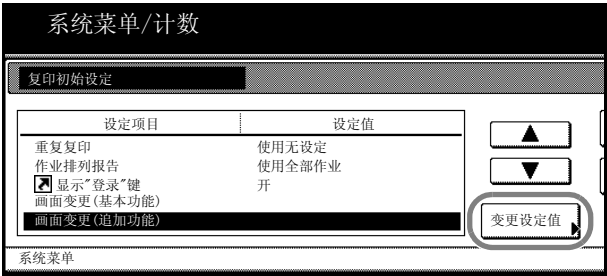 系统菜单/计数
复印初始设定
设定项目 设定值
重复复印 使用无设定
作业排列报告 使用全部作业
显示"登录"键 开
画面变更(基本功能)
画面变更(追加功能)
变更设定值
系统菜单